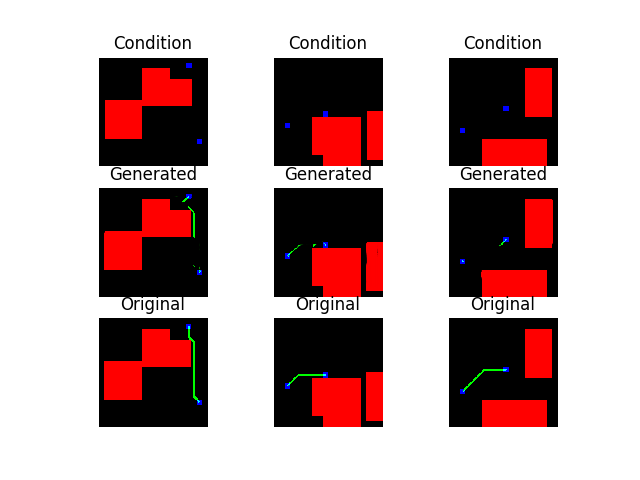 Condition Condition Condition
Generated Generated Generated
Original Original Original